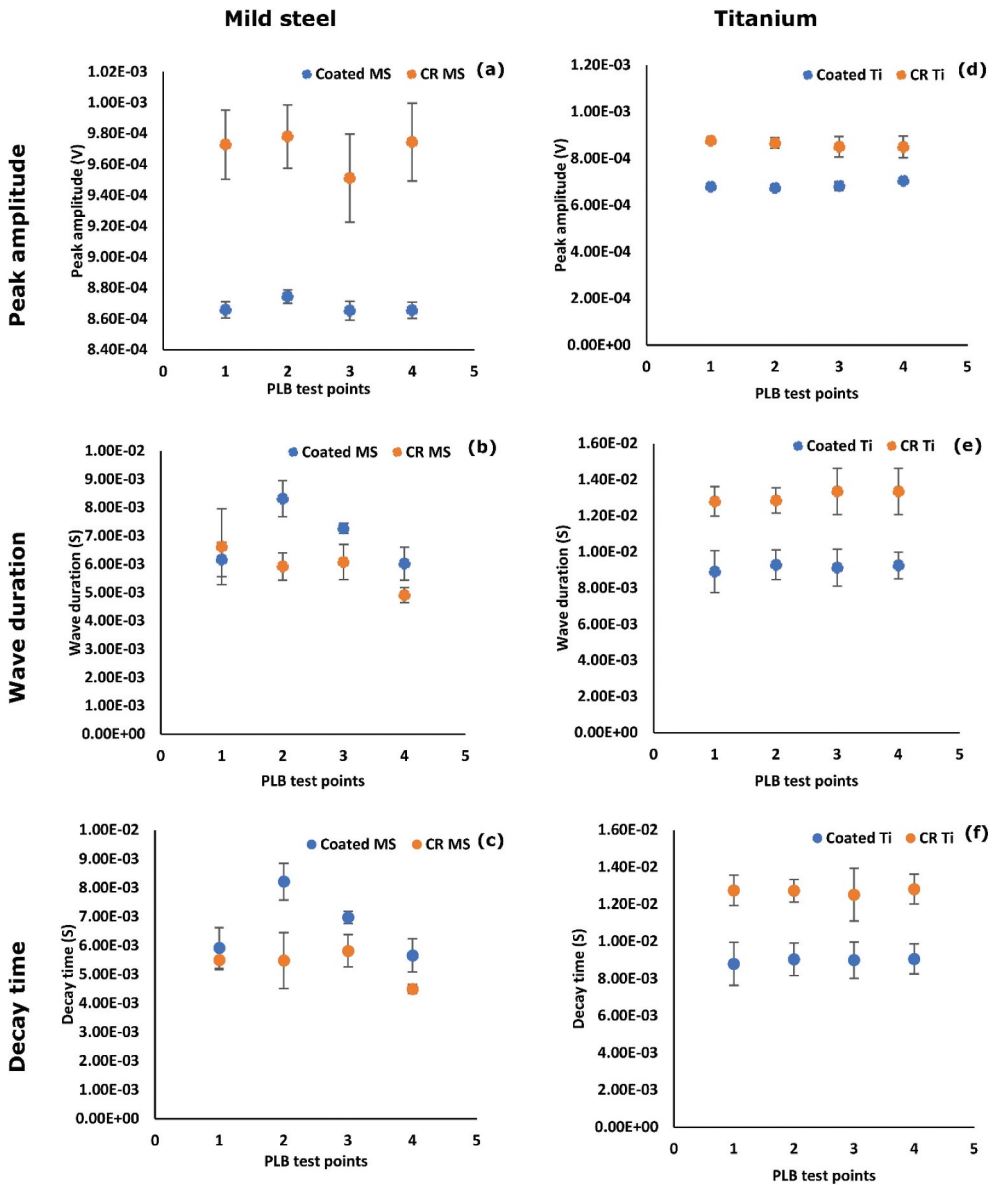 Mild steel
Titanium
Peak amplitude
Coated MS CR MS (a)
Peak amplitude (V)
1.02E-03
1.00E-03
9.80E-04
9.60E-04
9.40E-04
9.20E-04
9.00E-04
8.80E-04
8.60E-04
8.40E-04
0 1 2 3 4 5
PLB test points
Coated Ti CR Ti (d)
Peak amplitude (V)
1.20E-03
1.00E-03
8.00E-04
6.00E-04
4.00E-04
2.00E-04
0.00E+00
0 1 2 3 4 5
PLB test points
Wave duration
Coated MS CR MS (b)
Wave duration (S)
1.00E-02
9.00E-03
8.00E-03
7.00E-03
6.00E-03
5.00E-03
4.00E-03
3.00E-03
2.00E-03
1.00E-03
0.00E+00
0 1 2 3 4 5
PLB test points
Coated Ti CR Ti (e)
Wave duration (S)
1.60E-02
1.40E-02
1.20E-02
1.00E-02
8.00E-03
6.00E-03
4.00E-03
2.00E-03
0.00E+00
0 1 2 3 4 5
PLB test points
Decay time
Coated MS CR MS (c)
Decay time (S)
1.00E-02
9.00E-03
8.00E-03
7.00E-03
6.00E-03
5.00E-03
4.00E-03
3.00E-03
2.00E-03
1.00E-03
0.00E+00
0 1 2 3 4 5
PLB test points
Coated Ti CR Ti (f)
Decay time (S)
1.60E-02
1.40E-02
1.20E-02
1.00E-02
8.00E-03
6.00E-03
4.00E-03
2.00E-03
0.00E+00
0 1 2 3 4 5
PLB test points